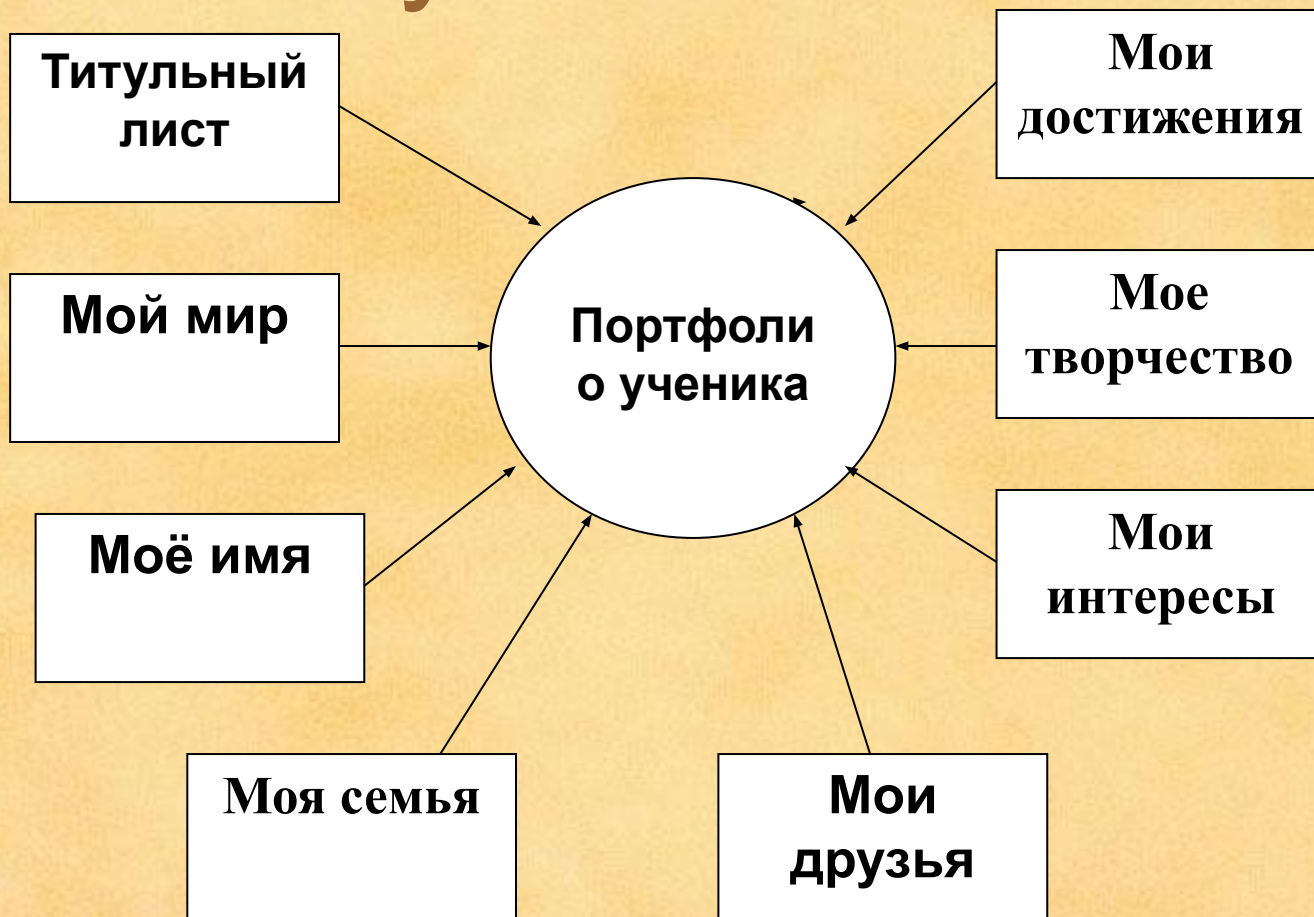 Титульный
лист
Мой мир
Моё имя
Моя семья
Мои
друзья
Портфоли
о ученика
Мои
достижения
Мое
творчество
Мои
интересы